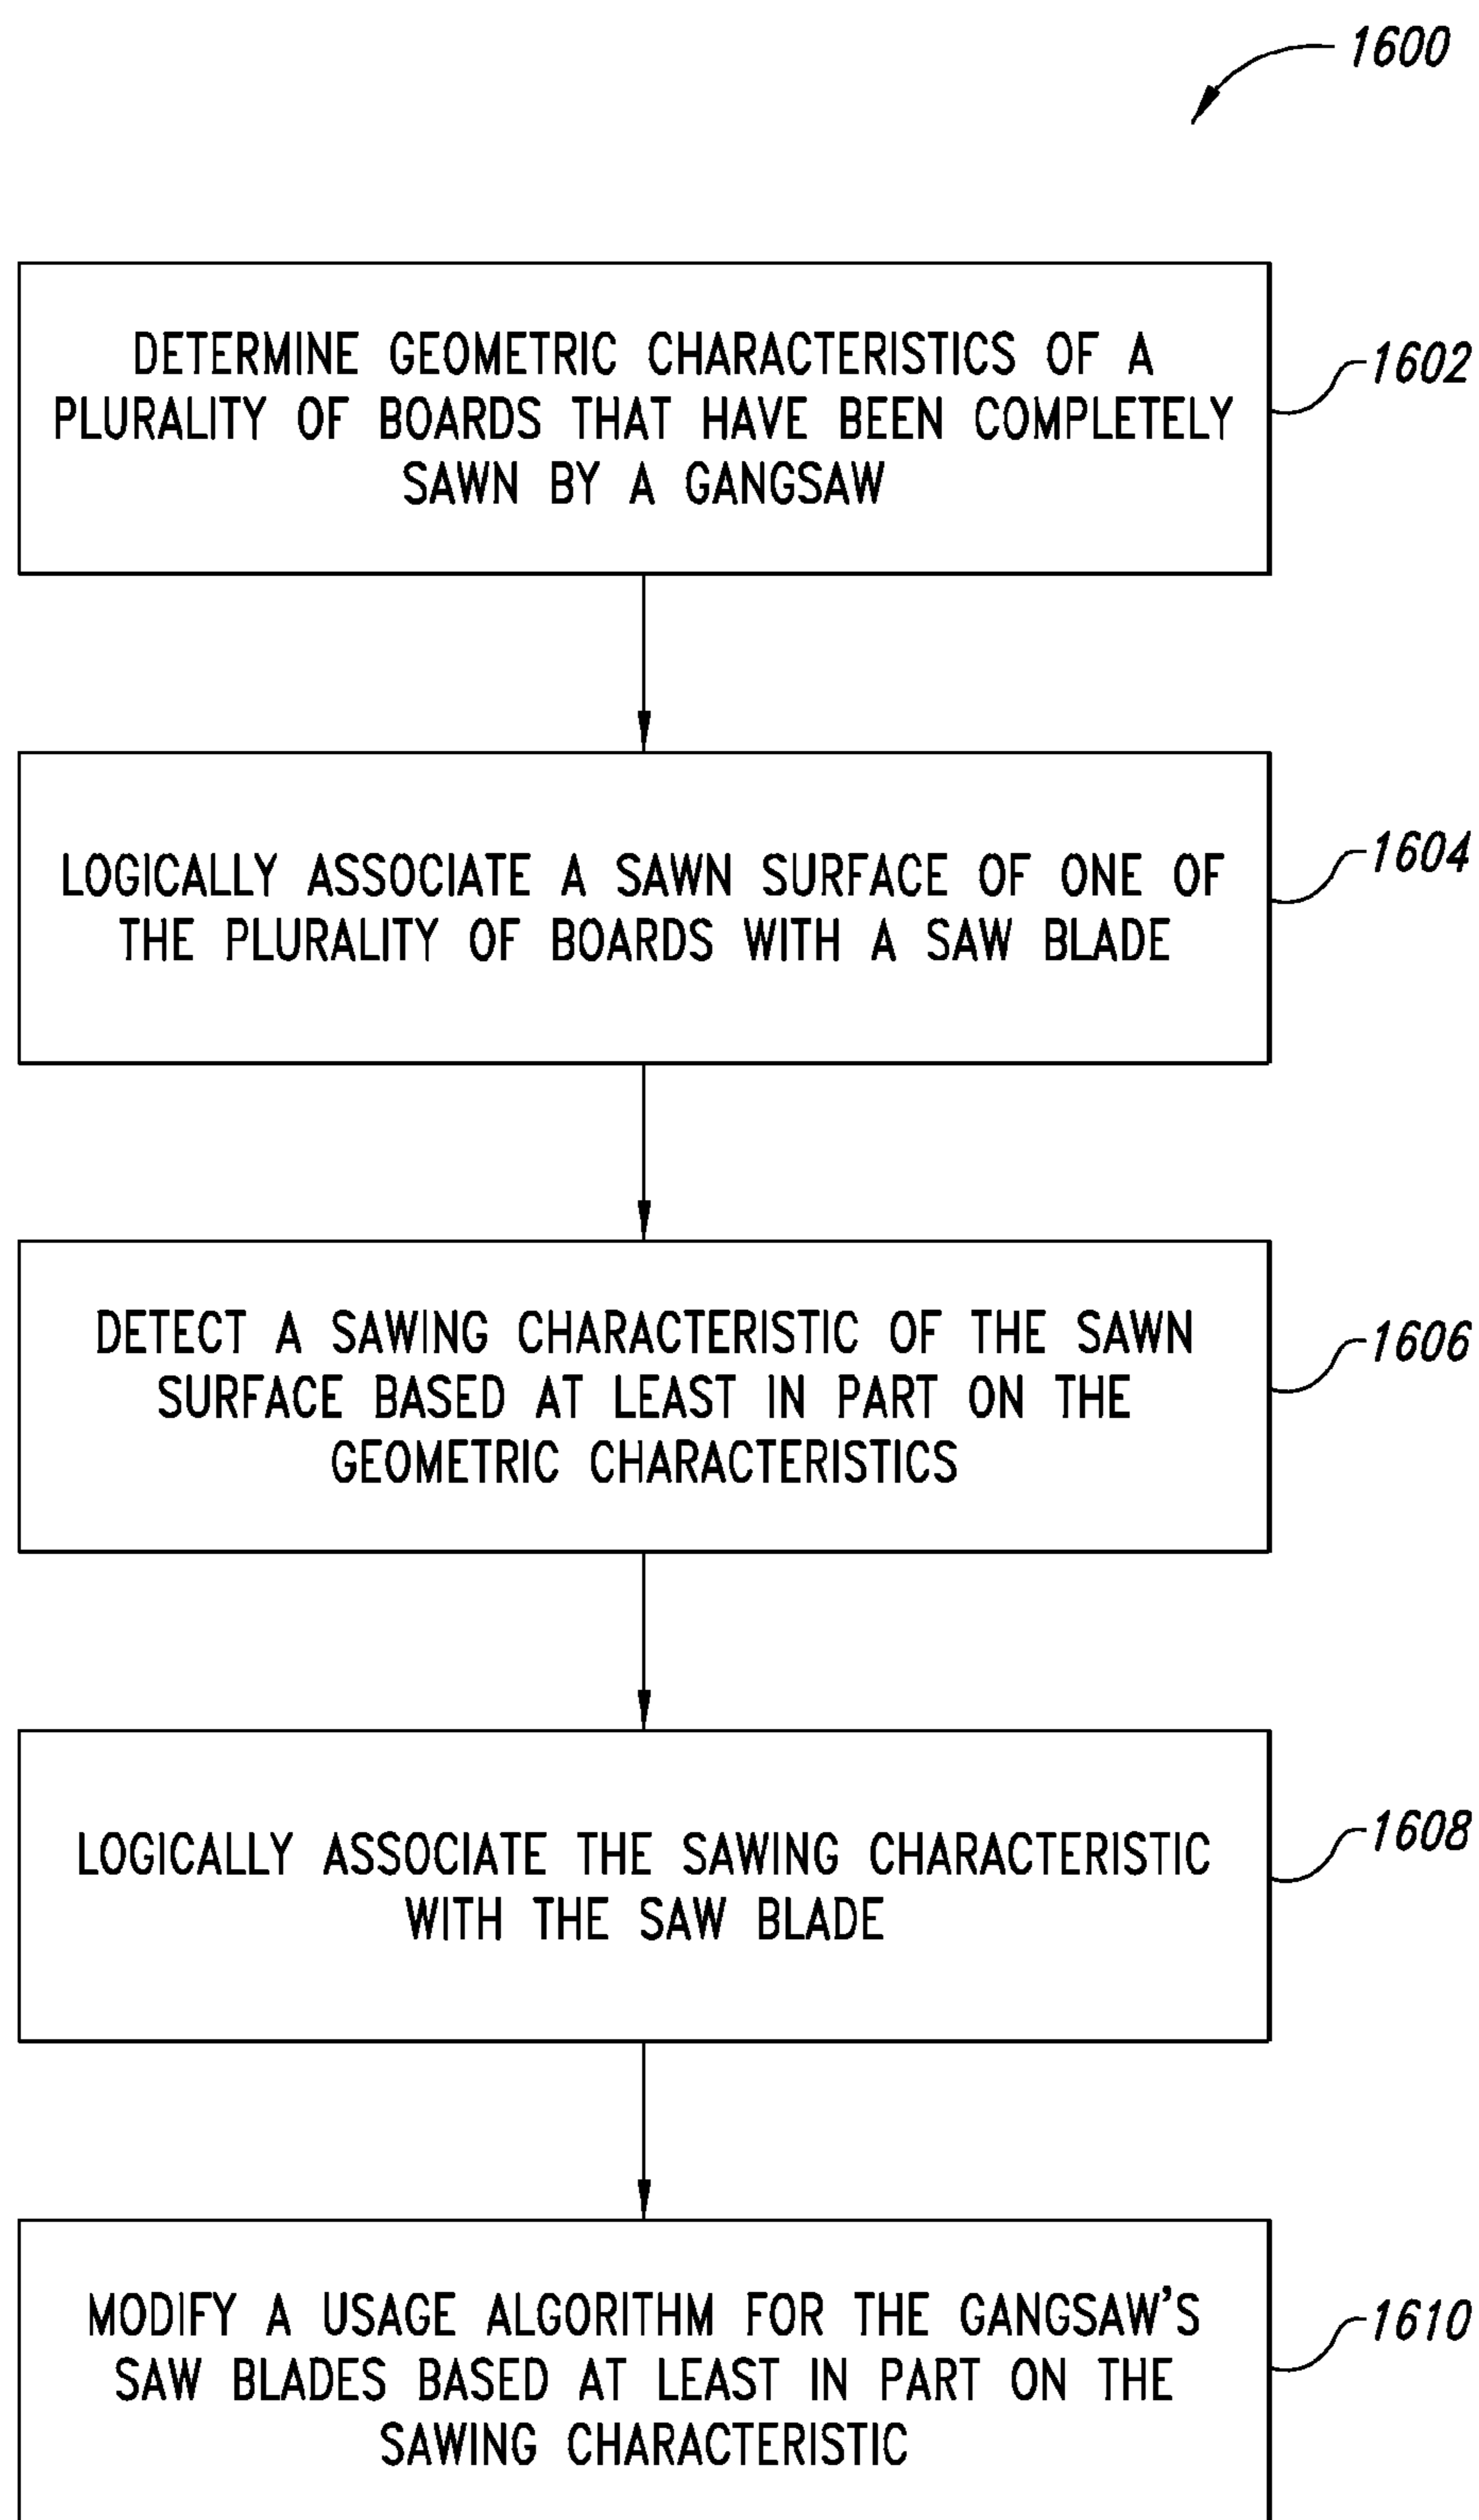 1600
DETERMINE GEOMETRIC CHARACTERISTICS OF A
PLURALITY OF BOARDS THAT HAVE BEEN COMPLETELY
SAWN BY A GANGSAW
1602
LOGICALLY ASSOCIATE A SAWN SURFACE OF ONE OF
THE PLURALITY OF BOARDS WITH A SAW BLADE
1604
DETECT A SAWING CHARACTERISTIC OF THE SAWN
SURFACE BASED AT LEAST IN PART ON THE
GEOMETRIC CHARACTERISTICS
1606
LOGICALLY ASSOCIATE THE SAWING CHARACTERISTIC
WITH THE SAW BLADE
1608
MODIFY A USAGE ALGORITHM FOR THE GANGSAW'S
SAW BLADES BASED AT LEAST IN PART ON THE
SAWING CHARACTERISTIC
1610